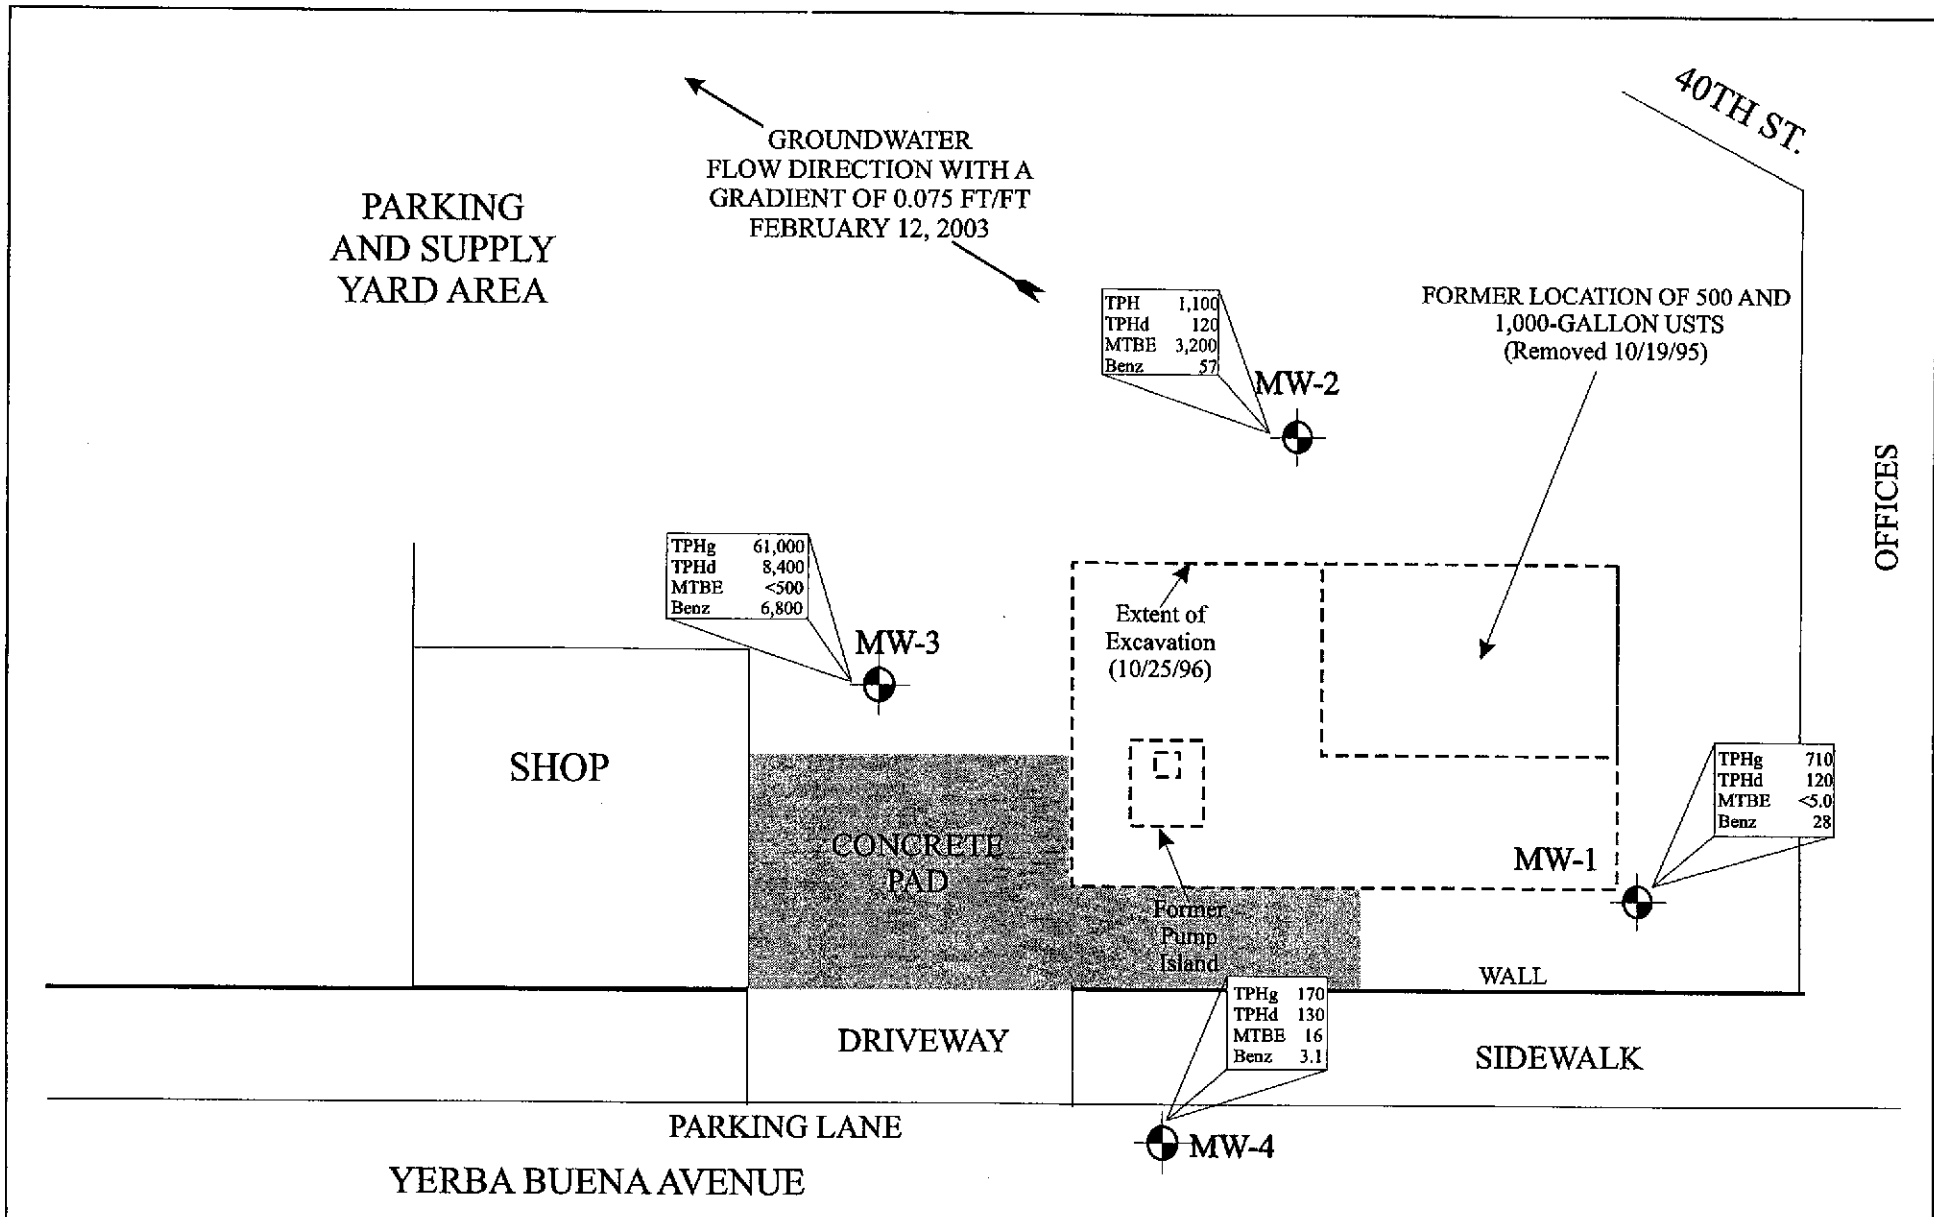 40TH ST.
GROUNDWATER
FLOW DIRECTION WITH A
GRADIENT OF 0.075 FT/FT
FEBRUARY 12, 2003
PARKING
AND SUPPLY
YARD AREA
TPH 1,100
TPHd 120
MTBE 3,200
Benz 57
MW-2
FORMER LOCATION OF 500 AND
1,000-GALLON USTS
(Removed 10/19/95)
OFFICES
TPHg 61,000
TPHd 8,400
MTBE <500
Benz 6,800
MW-3
Extent of
Excavation
(10/25/96)
SHOP
TPHg 710
TPHd 120
MTBE <5.0
Benz 28
MW-1
CONCRETE
PAD
Former
Pump
Island
WALL
TPHg 170
TPHd 130
MTBE 16
Benz 3.1
DRIVEWAY
SIDEWALK
PARKING LANE
MW-4
YERBA BUENA AVENUE